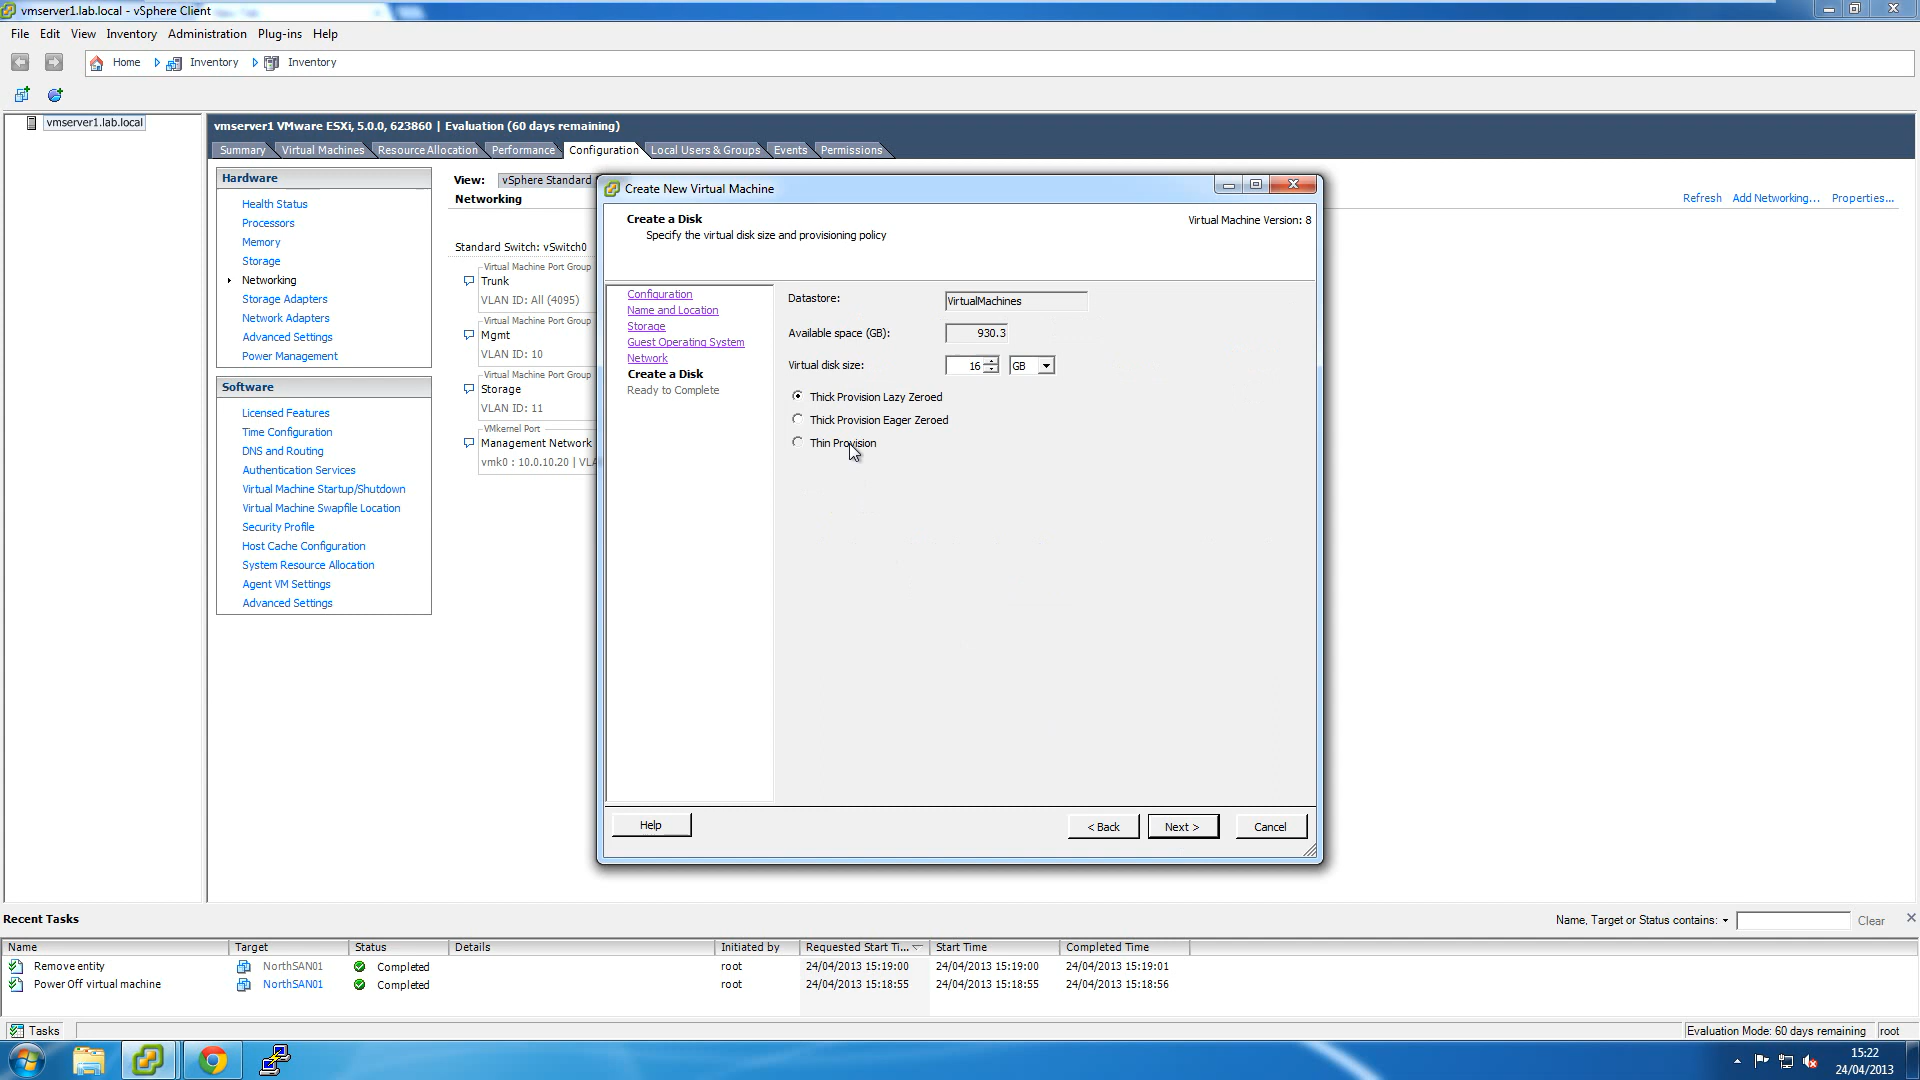 vmserver1.lab.local - vSphere Client
File Edit View Inventory Administration Plug-ins Help
Home Inventory Inventory
vmserver1.lab.local
vmserver1 VMware ESXi, 5.0.0, 623860 | Evaluation (60 days remaining)
Summary Virtual Machines Resource Allocation Performance Configuration Local Users & Groups Events Permissions
Hardware
Health Status
Processors
Memory
Storage
Networking
Storage Adapters
Network Adapters
Advanced Settings
Power Management
Software
Licensed Features
Time Configuration
DNS and Routing
Authentication Services
Virtual Machine Startup/Shutdown
Virtual Machine Swapfile Location
Security Profile
Host Cache Configuration
System Resource Allocation
Agent VM Settings
Advanced Settings
View: vSphere Standard
Networking
Refresh Add Networking... Properties...
Standard Switch: vSwitch0
Virtual Machine Port Group
Trunk
VLAN ID: All (4095)
Virtual Machine Port Group
Mgmt
VLAN ID: 10
Virtual Machine Port Group
Storage
VLAN ID: 11
VMkernel Port
Management Network
vmk0 : 10.0.10.20 | VLA
Create New Virtual Machine
Create a Disk
Specify the virtual disk size and provisioning policy
Virtual Machine Version: 8
Configuration
Name and Location
Storage
Guest Operating System
Network
Create a Disk
Ready to Complete
Datastore: VirtualMachines
Available space (GB): 930.3
Virtual disk size: 16 GB
Thick Provision Lazy Zeroed
Thick Provision Eager Zeroed
Thin Provision
Help < Back Next > Cancel
Recent Tasks
Name, Target or Status contains: Clear
Name Target Status Details Initiated by Requested Start Ti... Start Time Completed Time
Remove entity NorthSAN01 Completed root 24/04/2013 15:19:00 24/04/2013 15:19:00 24/04/2013 15:19:01
Power Off virtual machine NorthSAN01 Completed root 24/04/2013 15:18:55 24/04/2013 15:18:55 24/04/2013 15:18:56
Tasks
Evaluation Mode: 60 days remaining root
15:22
24/04/2013